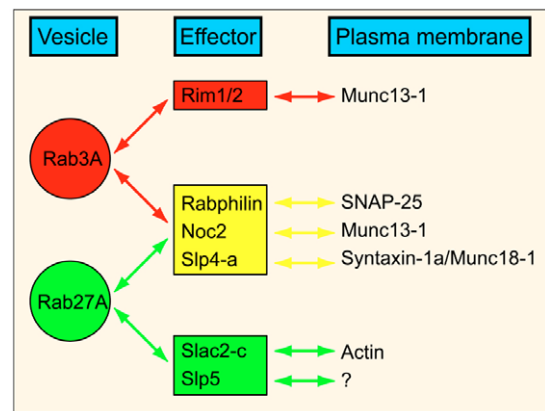 Vesicle Effector Plasma membrane
Rim1/2 Munc13-1
Rab3A
Rabphilin SNAP-25
Noc2 Munc13-1
Slp4-a Syntaxin-1a/Munc18-1
Rab27A
Slac2-c Actin
Slp5 ?